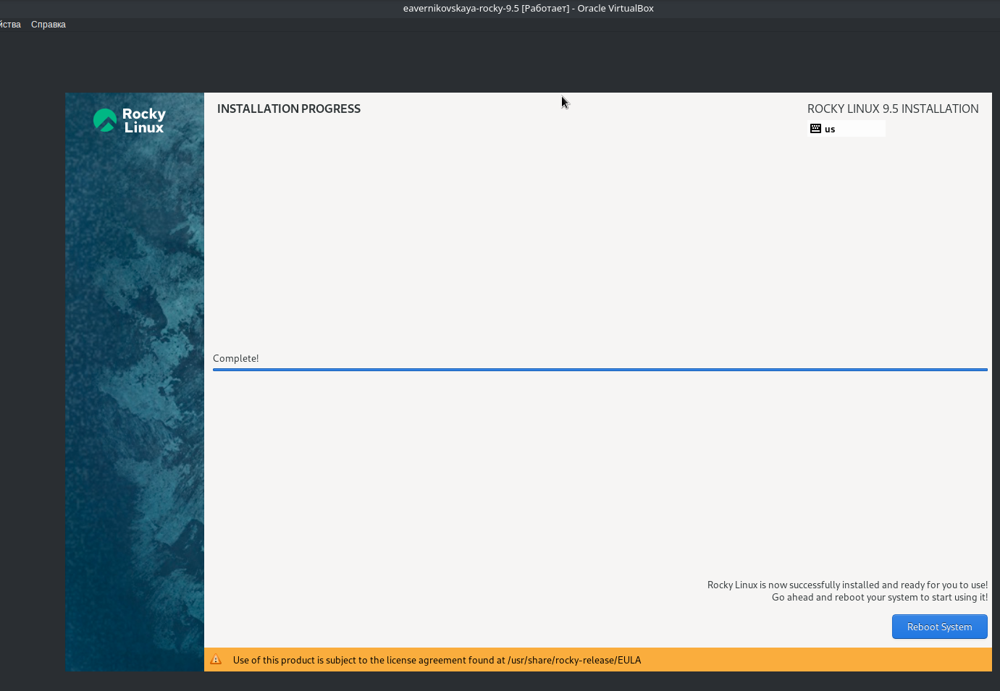 eavernikovskaya-rocky-9.5 [Работает] - Oracle VirtualBox
йства Справка
Rocky
Linux
INSTALLATION PROGRESS
ROCKY LINUX 9.5 INSTALLATION
us
Complete!
Rocky Linux is now successfully installed and ready for you to use!
Go ahead and reboot your system to start using it!
Reboot System
Use of this product is subject to the license agreement found at /usr/share/rocky-release/EULA